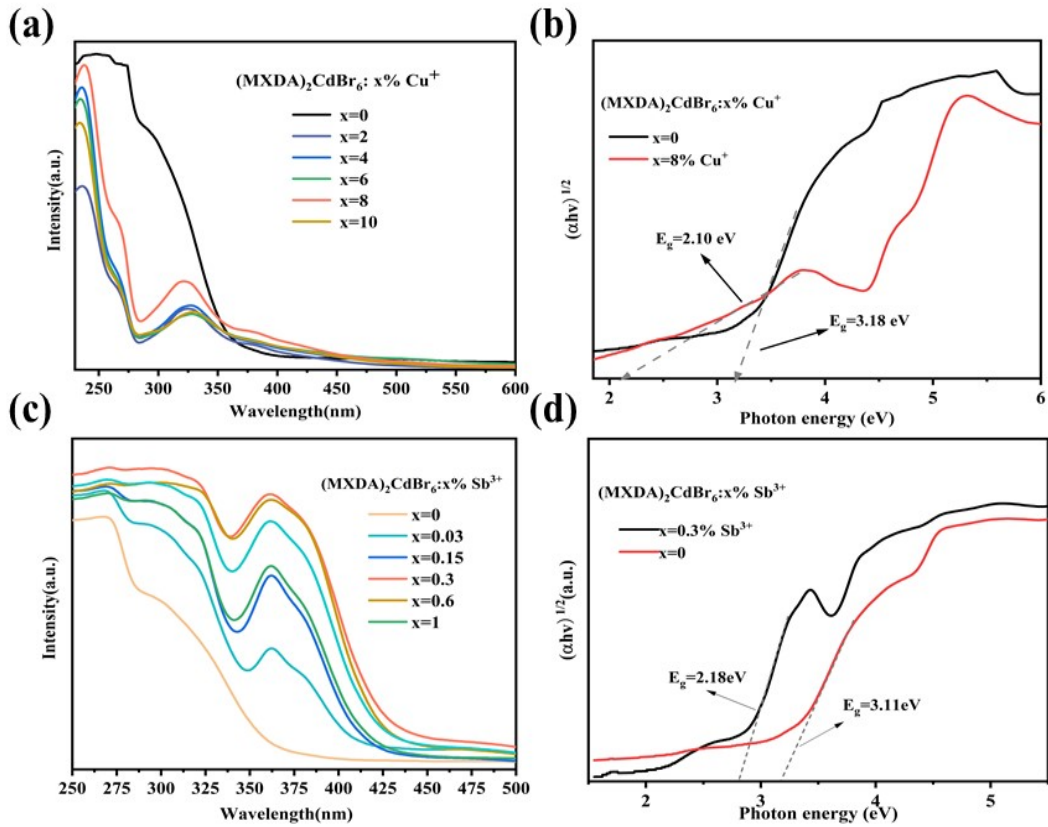 (a)
(MXDA)₂CdBr₆: x% Cu⁺
x=0
x=2
x=4
x=6
x=8
x=10
Intensity(a.u.)
250 300 350 400 450 500 550 600
Wavelength(nm)
(b)
(MXDA)₂CdBr₆:x% Cu⁺
x=0
x=8% Cu⁺
(αhν) ¹/²
E_g=2.10 eV
E_g=3.18 eV
2 3 4 5 6
Photon energy (eV)
(c)
(MXDA)₂CdBr₆:x% Sb³⁺
x=0
x=0.03
x=0.15
x=0.3
x=0.6
x=1
Intensity(a.u.)
250 275 300 325 350 375 400 425 450 475 500
Wavelength(nm)
(d)
(MXDA)₂CdBr₆:x% Sb³⁺
x=0.3% Sb³⁺
x=0
(αhν) ¹/²(a.u.)
E_g=2.18eV
E_g=3.11eV
2 3 4 5
Photon energy (eV)